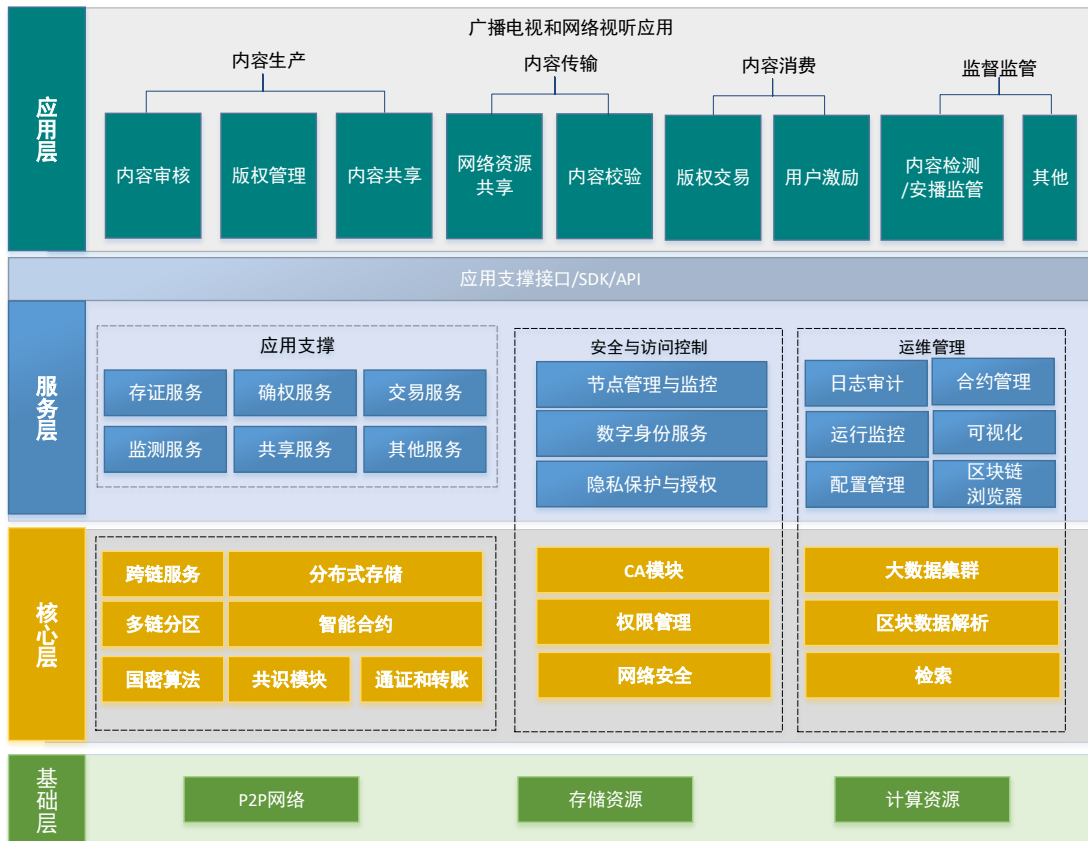 应用层
广播电视和网络视听应用
内容生产
内容传输
内容消费
监督监管
内容审核
版权管理
内容共享
网络资源
共享
内容校验
版权交易
用户激励
内容检测
/安播监管
其他
应用支撑接口/SDK/API
服务层
应用支撑
存证服务
确权服务
交易服务
监测服务
共享服务
其他服务
安全与访问控制
节点管理与监控
数字身份服务
隐私保护与授权
运维管理
日志审计
合约管理
运行监控
可视化
配置管理
区块链
浏览器
核心层
跨链服务
分布式存储
多链分区
智能合约
国密算法
共识模块
通证和转账
CA模块
权限管理
网络安全
大数据集群
区块数据解析
检索
基础层
P2P网络
存储资源
计算资源